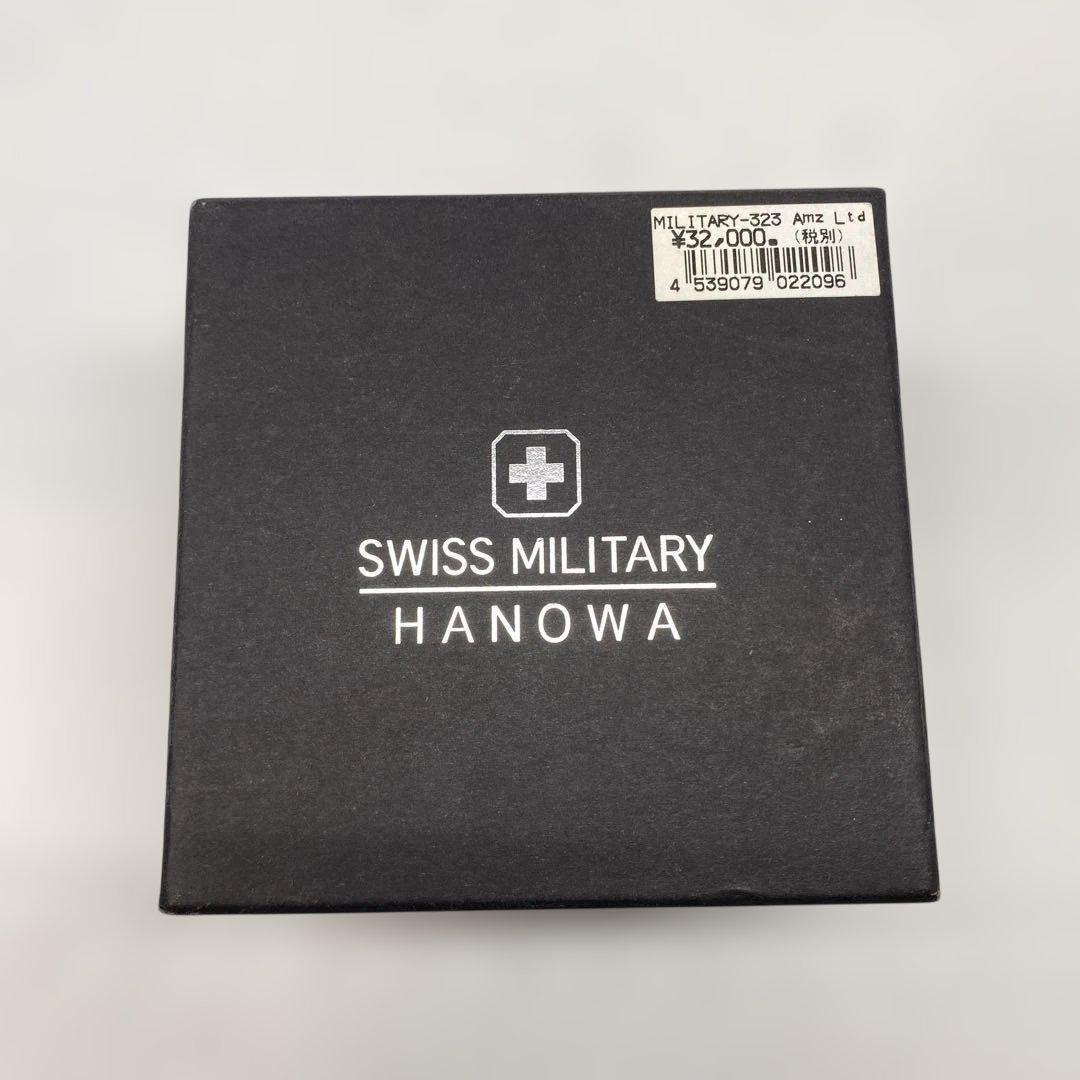 MILITARY-323 Amz Ltd
¥32,000. (税別)
4 539079 022096
SWISS MILITARY
HANOWA